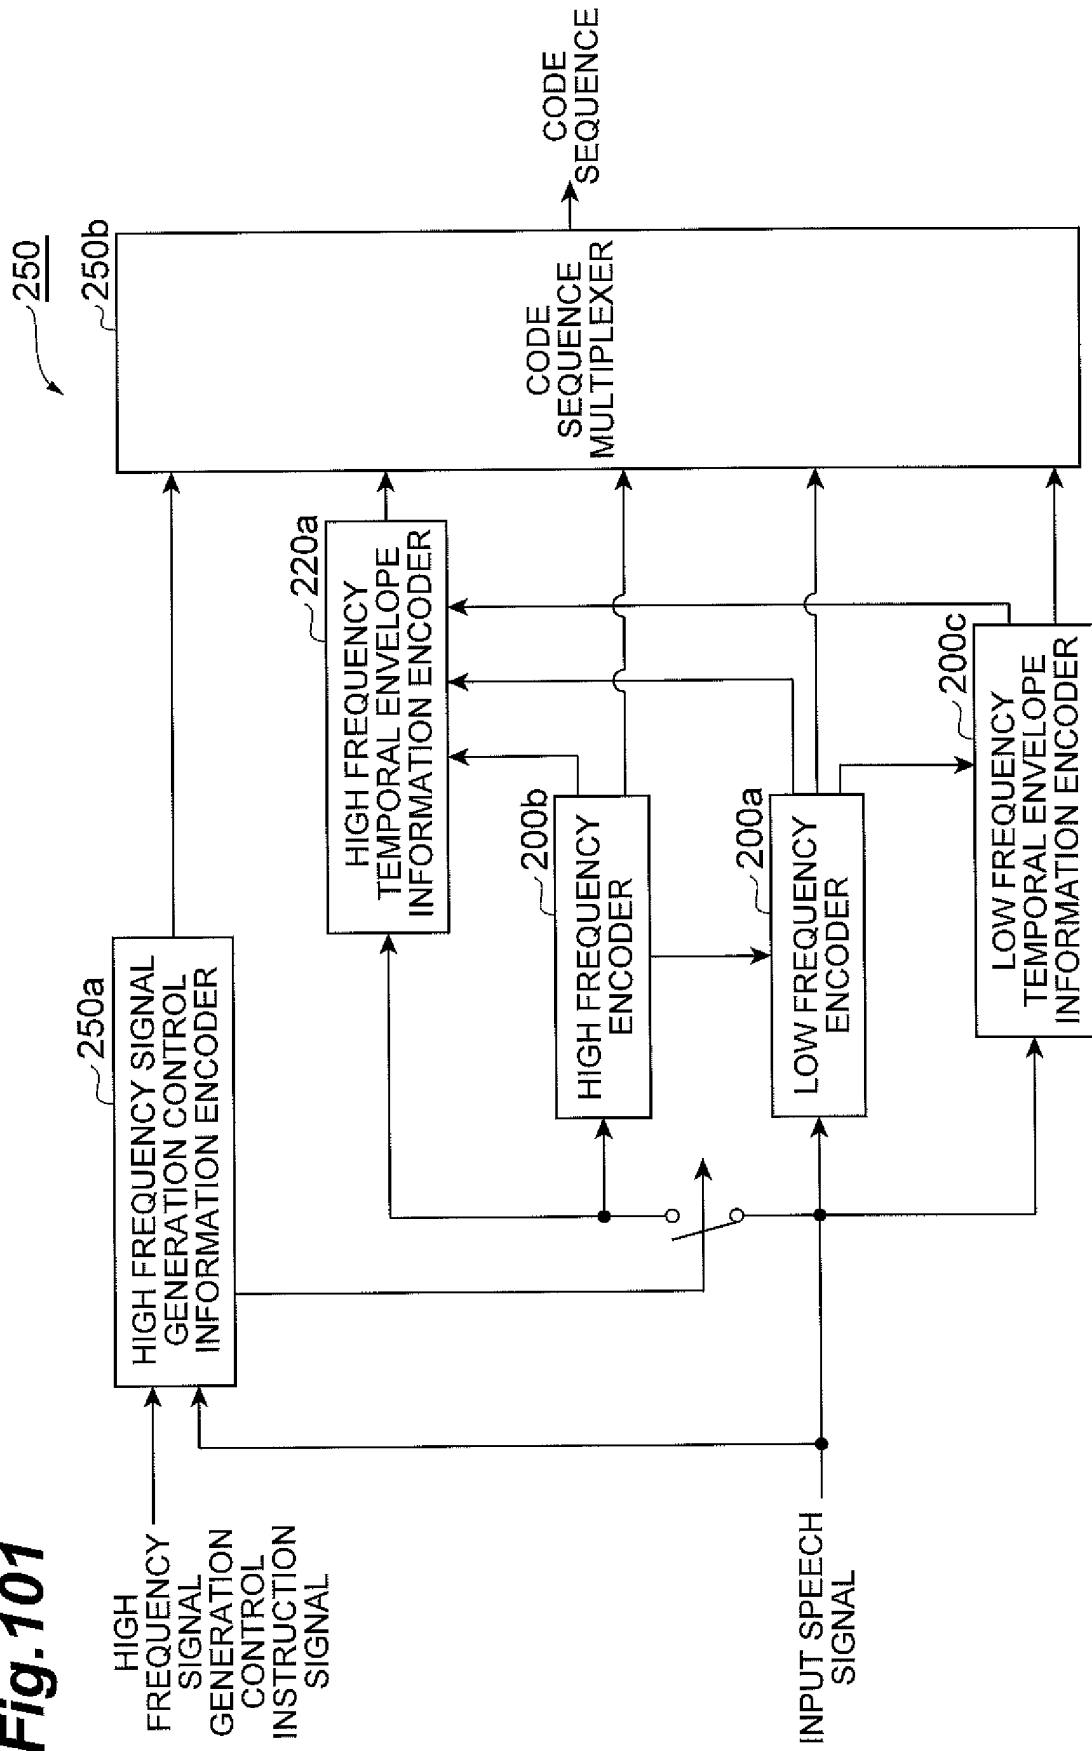 Fig.101
250
250b
CODE
SEQUENCE
MULTIPLEXER
CODE
SEQUENCE
250a
HIGH FREQUENCY SIGNAL
GENERATION CONTROL
INFORMATION ENCODER
HIGH
FREQUENCY
SIGNAL
GENERATION
CONTROL
INSTRUCTION
SIGNAL
220a
HIGH FREQUENCY
TEMPORAL ENVELOPE
INFORMATION ENCODER
200b
HIGH FREQUENCY
ENCODER
200a
LOW FREQUENCY
ENCODER
INPUT SPEECH
SIGNAL
200c
LOW FREQUENCY
TEMPORAL ENVELOPE
INFORMATION ENCODER